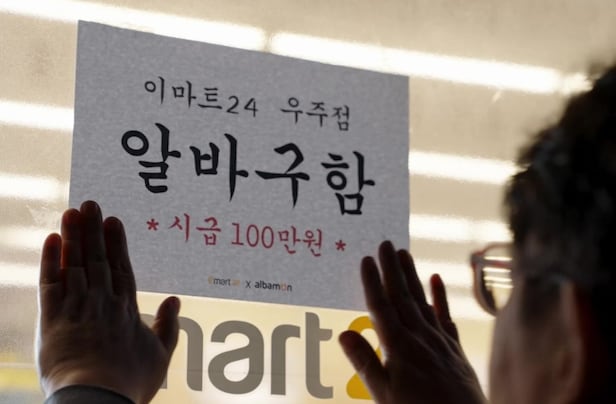 이마트24 우주점
알바구함
* 시급 100만원 *
emart24 X albamon
mart2